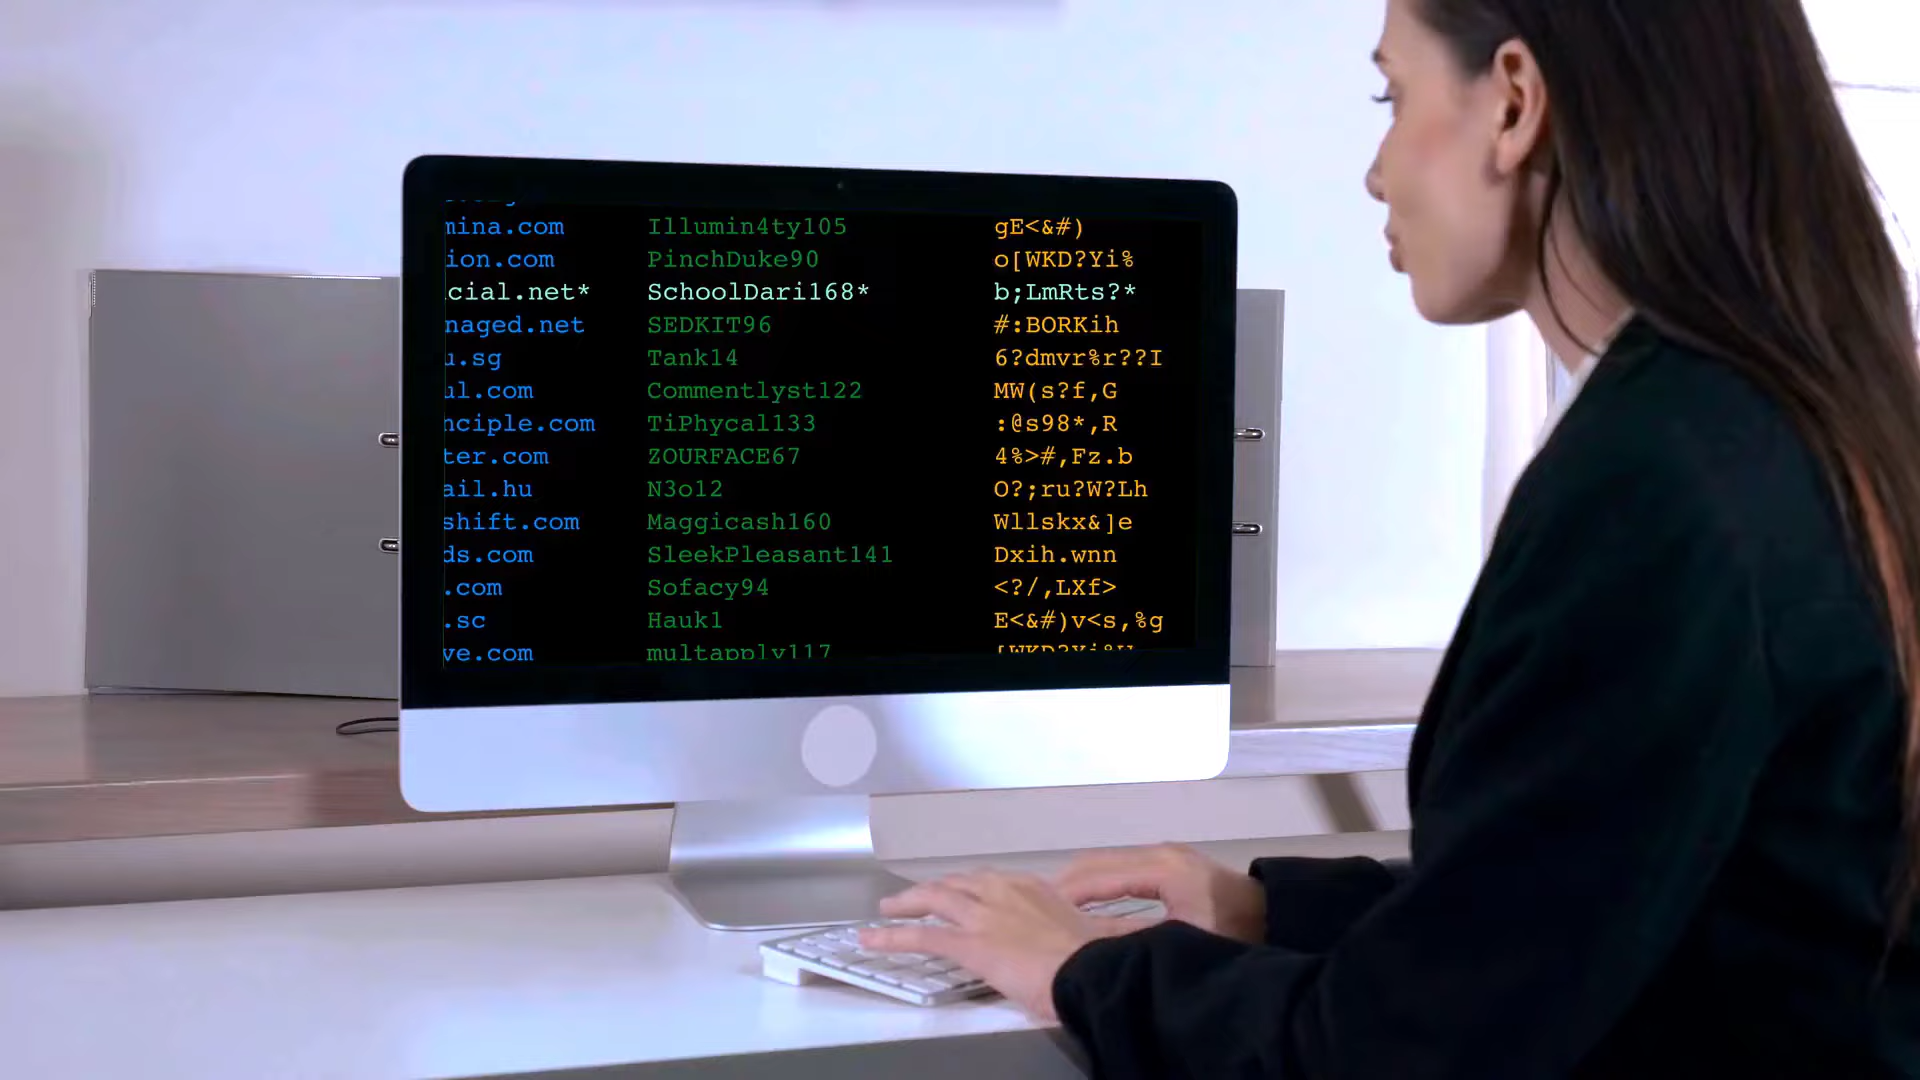 mina.com Illumin4ty105 gE<&#)
ion.com PinchDuke90 o[WKD?Yi%
cial.net* SchoolDari168* b;LmRts?*
naged.net SEDKIT96 #:BORKih
u.sg Tank14 6?dmvr%r??I
ul.com Commentlyst122 MW(s?f,G
nciple.com TiPhycal133 :@s98*,R
ter.com ZOURFACE67 4%>#,Fz.b
ail.hu N3o12 O?;ru?W?Lh
shift.com Maggicash160 Wllskx&]e
ds.com SleekPleasant141 Dxih.wnn
.com Sofacy94 <?/,LXf>
.sc Hauk1 E<&#)v<s,%g
ve.com multapply117